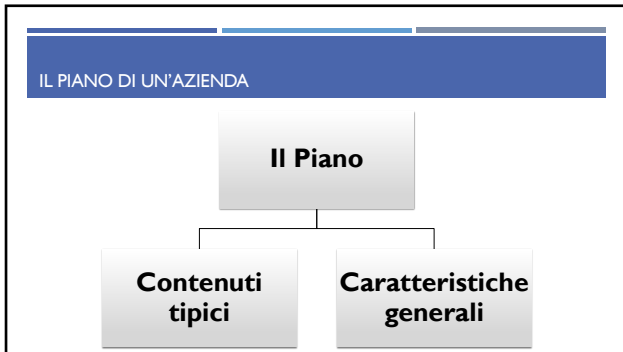 IL PIANO DI UN'AZIENDA
Il Piano
Contenuti
tipici
Caratteristiche
generali